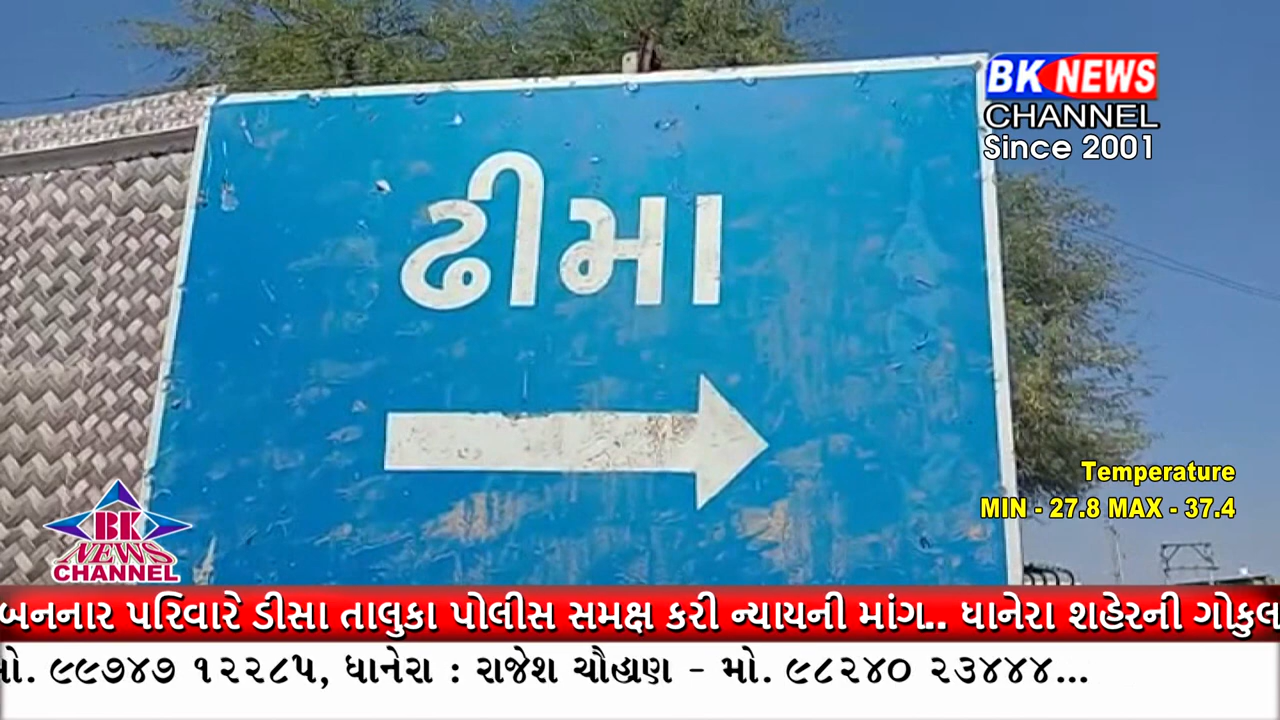 BK NEWS
CHANNEL
Since 2001
ઢીમા
Temperature
MIN - 27.8 MAX - 37.4
BK
NEWS
CHANNEL
બનનાર પરિવારે ડીસા તાલુકા પોલીસ સમક્ષ કરી ન્યાયની માંગ.. ધાનેરા શહેરની ગોકુલ
મો. ૯૯૭૪૭ ૧૨૨૮૫, ધાનેરા : રાજેશ ચૌહાણ - મો. ૯૮૨૪૦ ૨૩૪૪૪...